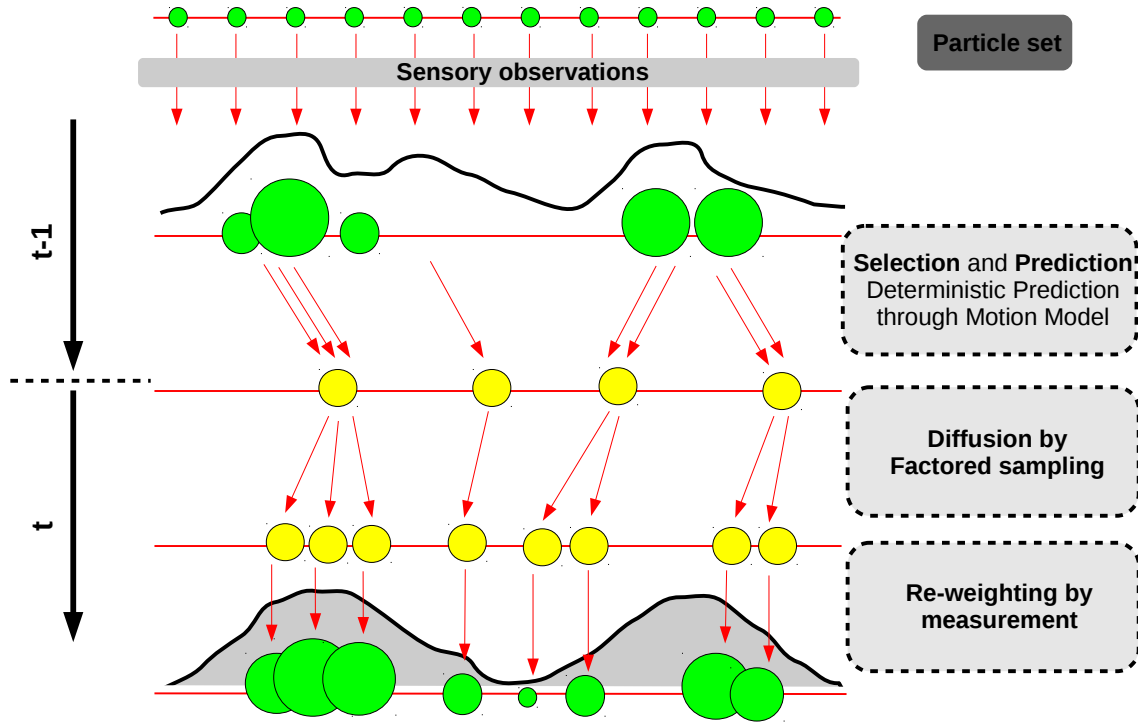 Particle set
Sensory observations
t-1
Selection and Prediction
Deterministic Prediction
through Motion Model
Diffusion by
Factored sampling
t
Re-weighting by
measurement